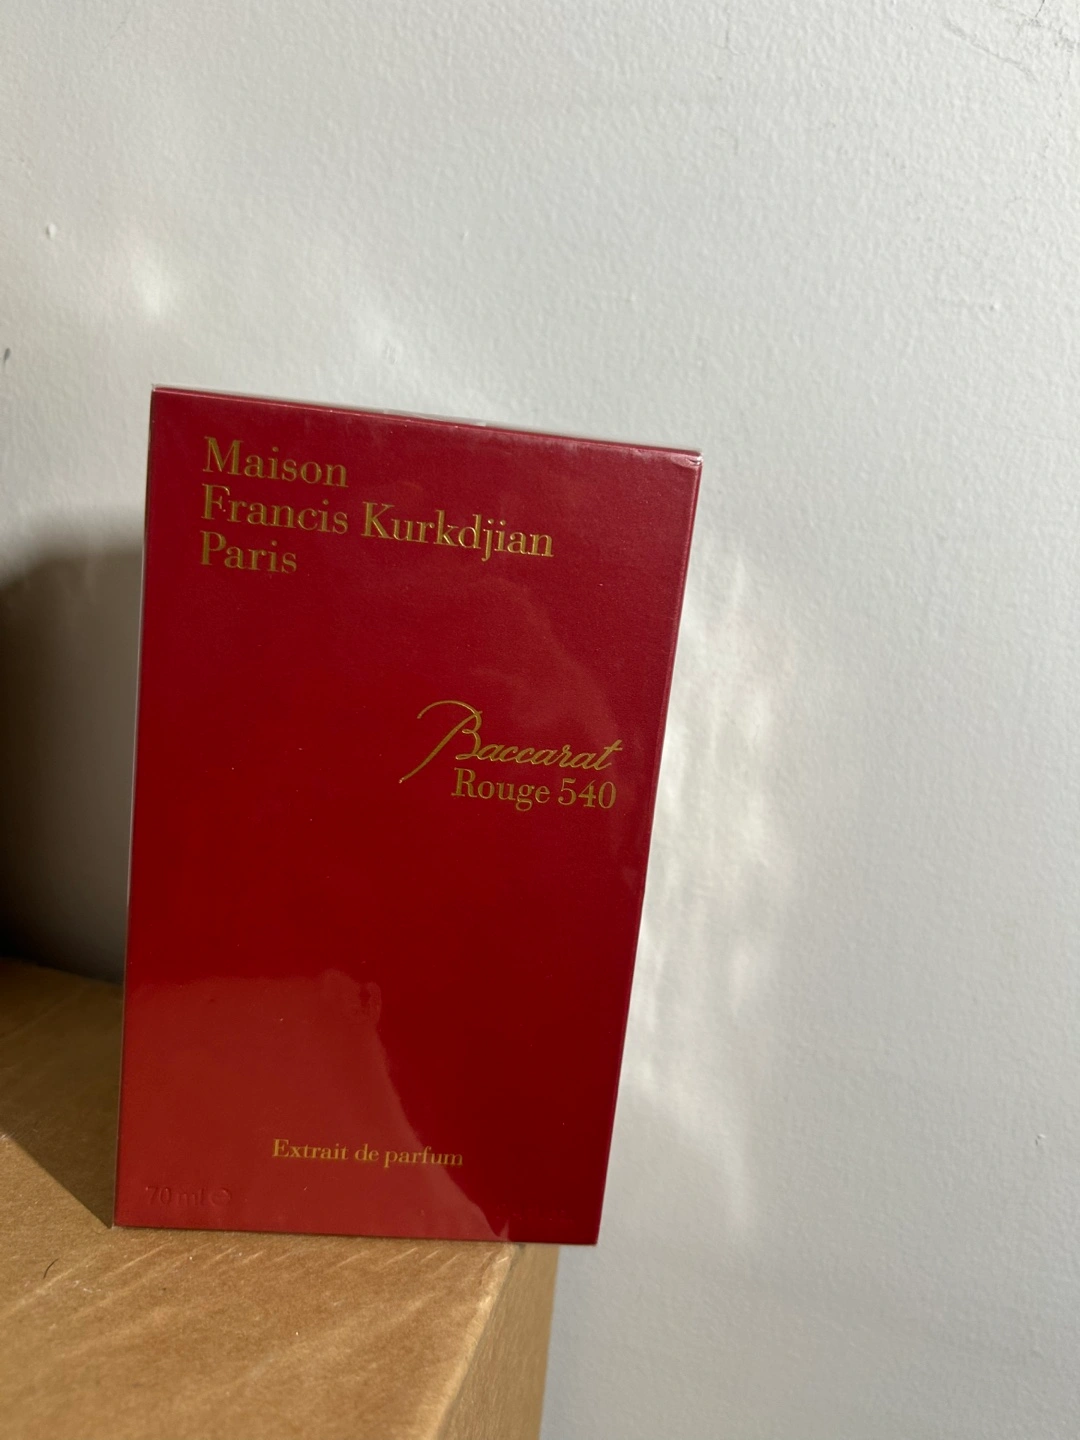 Maison
Francis Kurkdjian
Paris
Baccarat
Rouge 540
Extrait de parfum
70 ml ℮